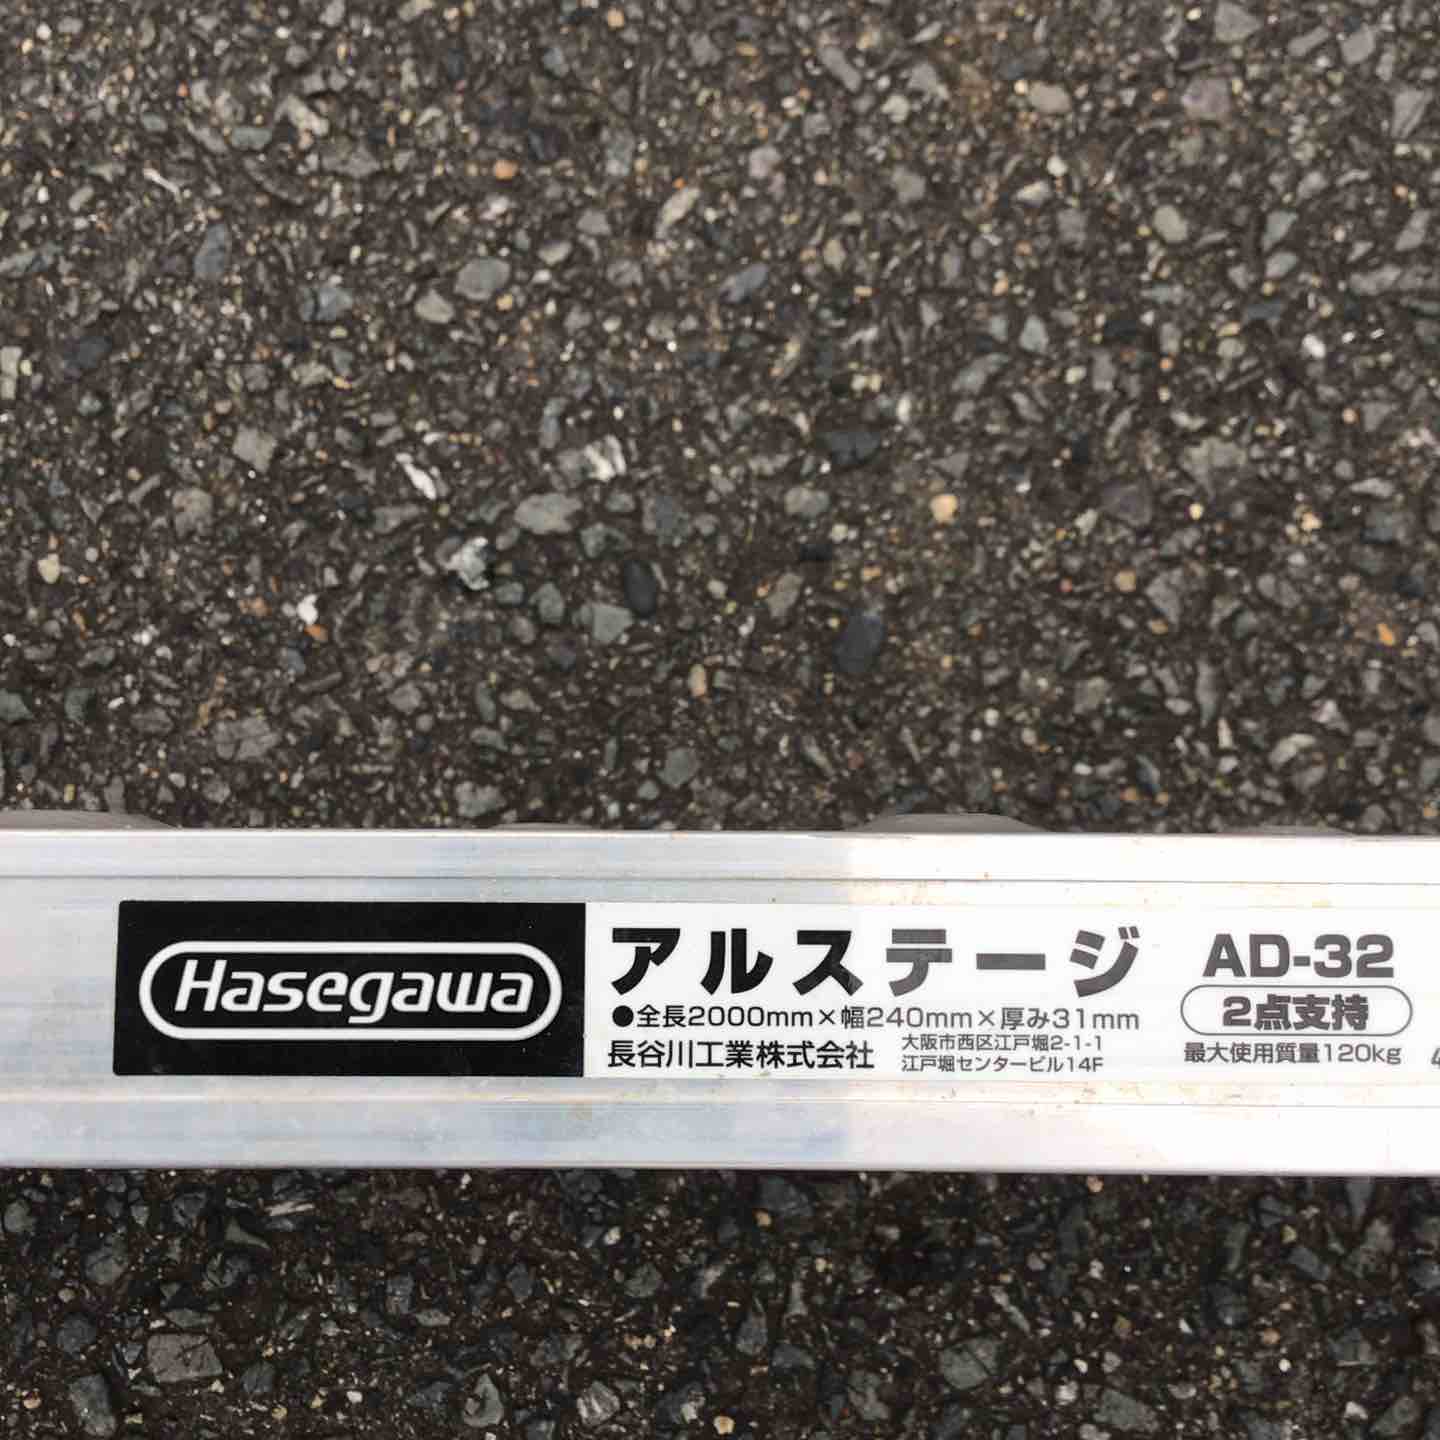 Hasegawa
アルステージ AD-32
●全長2000mm×幅240mm×厚み31mm 2点支持
長谷川工業株式会社 大阪市西区江戸堀2-1-1
江戸堀センタービル14F
最大使用質量120kg